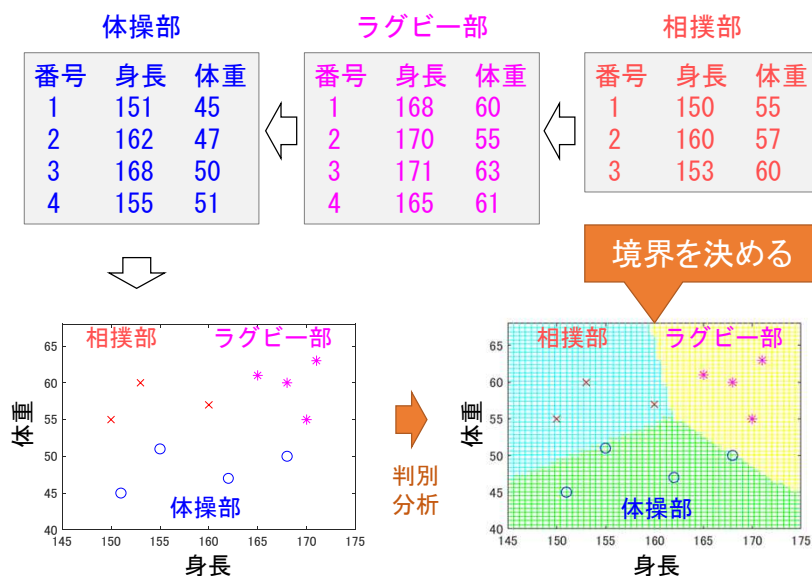 体操部
番号 身長 体重
1 151 45
2 162 47
3 168 50
4 155 51
ラグビー部
番号 身長 体重
1 168 60
2 170 55
3 171 63
4 165 61
相撲部
番号 身長 体重
1 150 55
2 160 57
3 153 60
境界を決める
相撲部
ラグビー部
体操部
体重
65
60
55
50
45
40
145 150 155 160 165 170 175
身長
判別
分析
相撲部
ラグビー部
体操部
体重
65
60
55
50
45
40
145 150 155 160 165 170 175
身長